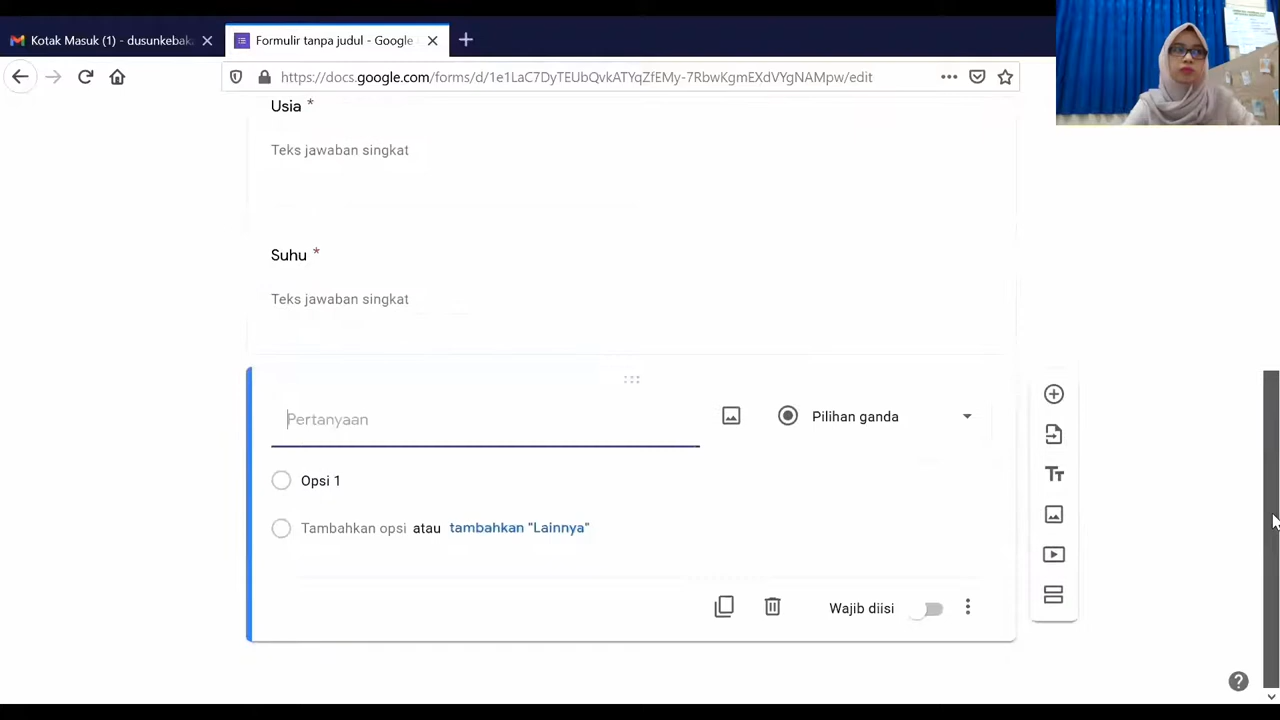 Kotak Masuk (1) - dusunkebaka
Formulir tanpa judul - Google
https://docs.google.com/forms/d/1e1LaC7DyTEUbQvkATYqZfEMy-7RbwKgmEXdVYgNAMpw/edit
Usia *
Teks jawaban singkat
Suhu *
Teks jawaban singkat
Pertanyaan
Pilihan ganda
Opsi 1
Tambahkan opsi atau tambahkan "Lainnya"
Wajib diisi